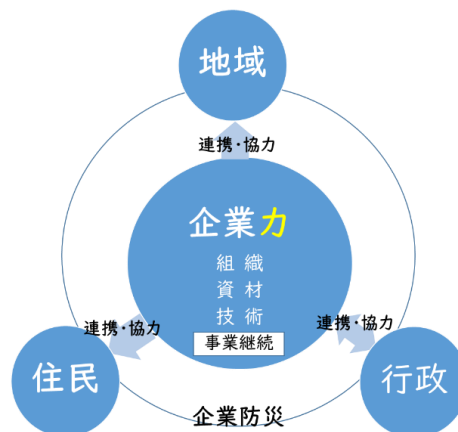 地域
連携・協力
企業力
組 織
資 材
技 術
事業継続
連携・協力
連携・協力
住民
行政
企業防災